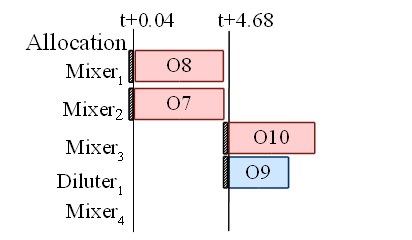 t+0.04 t+4.68
Allocation
Mixer₁ O8
Mixer₂ O7
Mixer₃ O10
Diluter₁ O9
Mixer₄